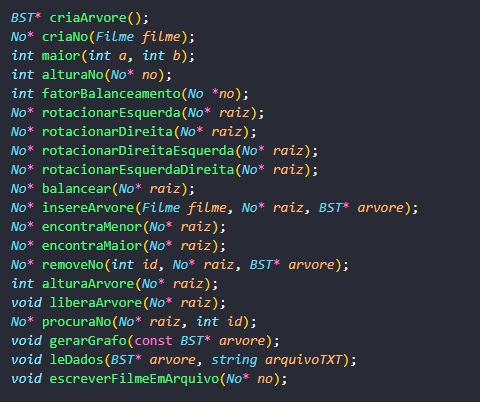 BST* criaArvore();
No* criaNo(Filme filme);
int maior(int a, int b);
int alturaNo(No* no);
int fatorBalanceamento(No *no);
No* rotacionarEsquerda(No* raiz);
No* rotacionarDireita(No* raiz);
No* rotacionarDireitaEsquerda(No* raiz);
No* rotacionarEsquerdaDireita(No* raiz);
No* balancear(No* raiz);
No* insereArvore(Filme filme, No* raiz, BST* arvore);
No* encontraMenor(No* raiz);
No* encontraMaior(No* raiz);
No* removeNo(int id, No* raiz, BST* arvore);
int alturaArvore(No* raiz);
void liberaArvore(No* raiz);
No* procuraNo(No* raiz, int id);
void gerarGrafo(const BST* arvore);
void leDados(BST* arvore, string arquivoTXT);
void escreverFilmeEmArquivo(No* no);